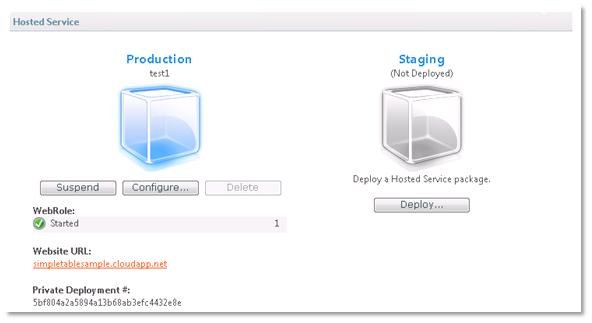 Hosted Service
Production
test1
Suspend
Configure...
Delete
WebRole:
Started 1
Website URL:
simpletablesample.cloudapp.net
Private Deployment #:
5bf804a2a5894a13b68ab3efc4432e8e
Staging
(Not Deployed)
Deploy a Hosted Service package.
Deploy...